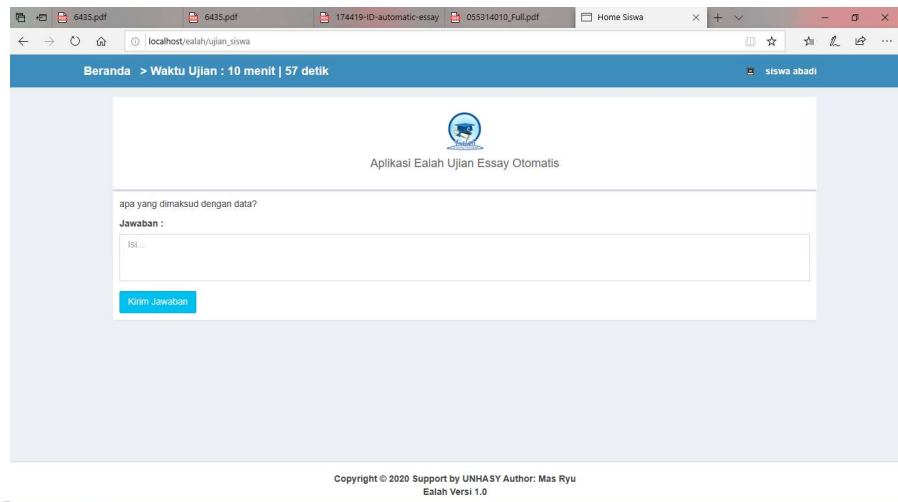 6435.pdf
6435.pdf
174419-ID-automatic-essay
055314010_Full.pdf
Home Siswa
localhost/ealah/ujian_siswa
Beranda > Waktu Ujian : 10 menit | 57 detik
siswa abadi
Aplikasi Ealah Ujian Essay Otomatis
apa yang dimaksud dengan data?
Jawaban :
Isi...
Kirim Jawaban
Copyright © 2020 Support by UNHASY Author: Mas Ryu
Ealah Versi 1.0